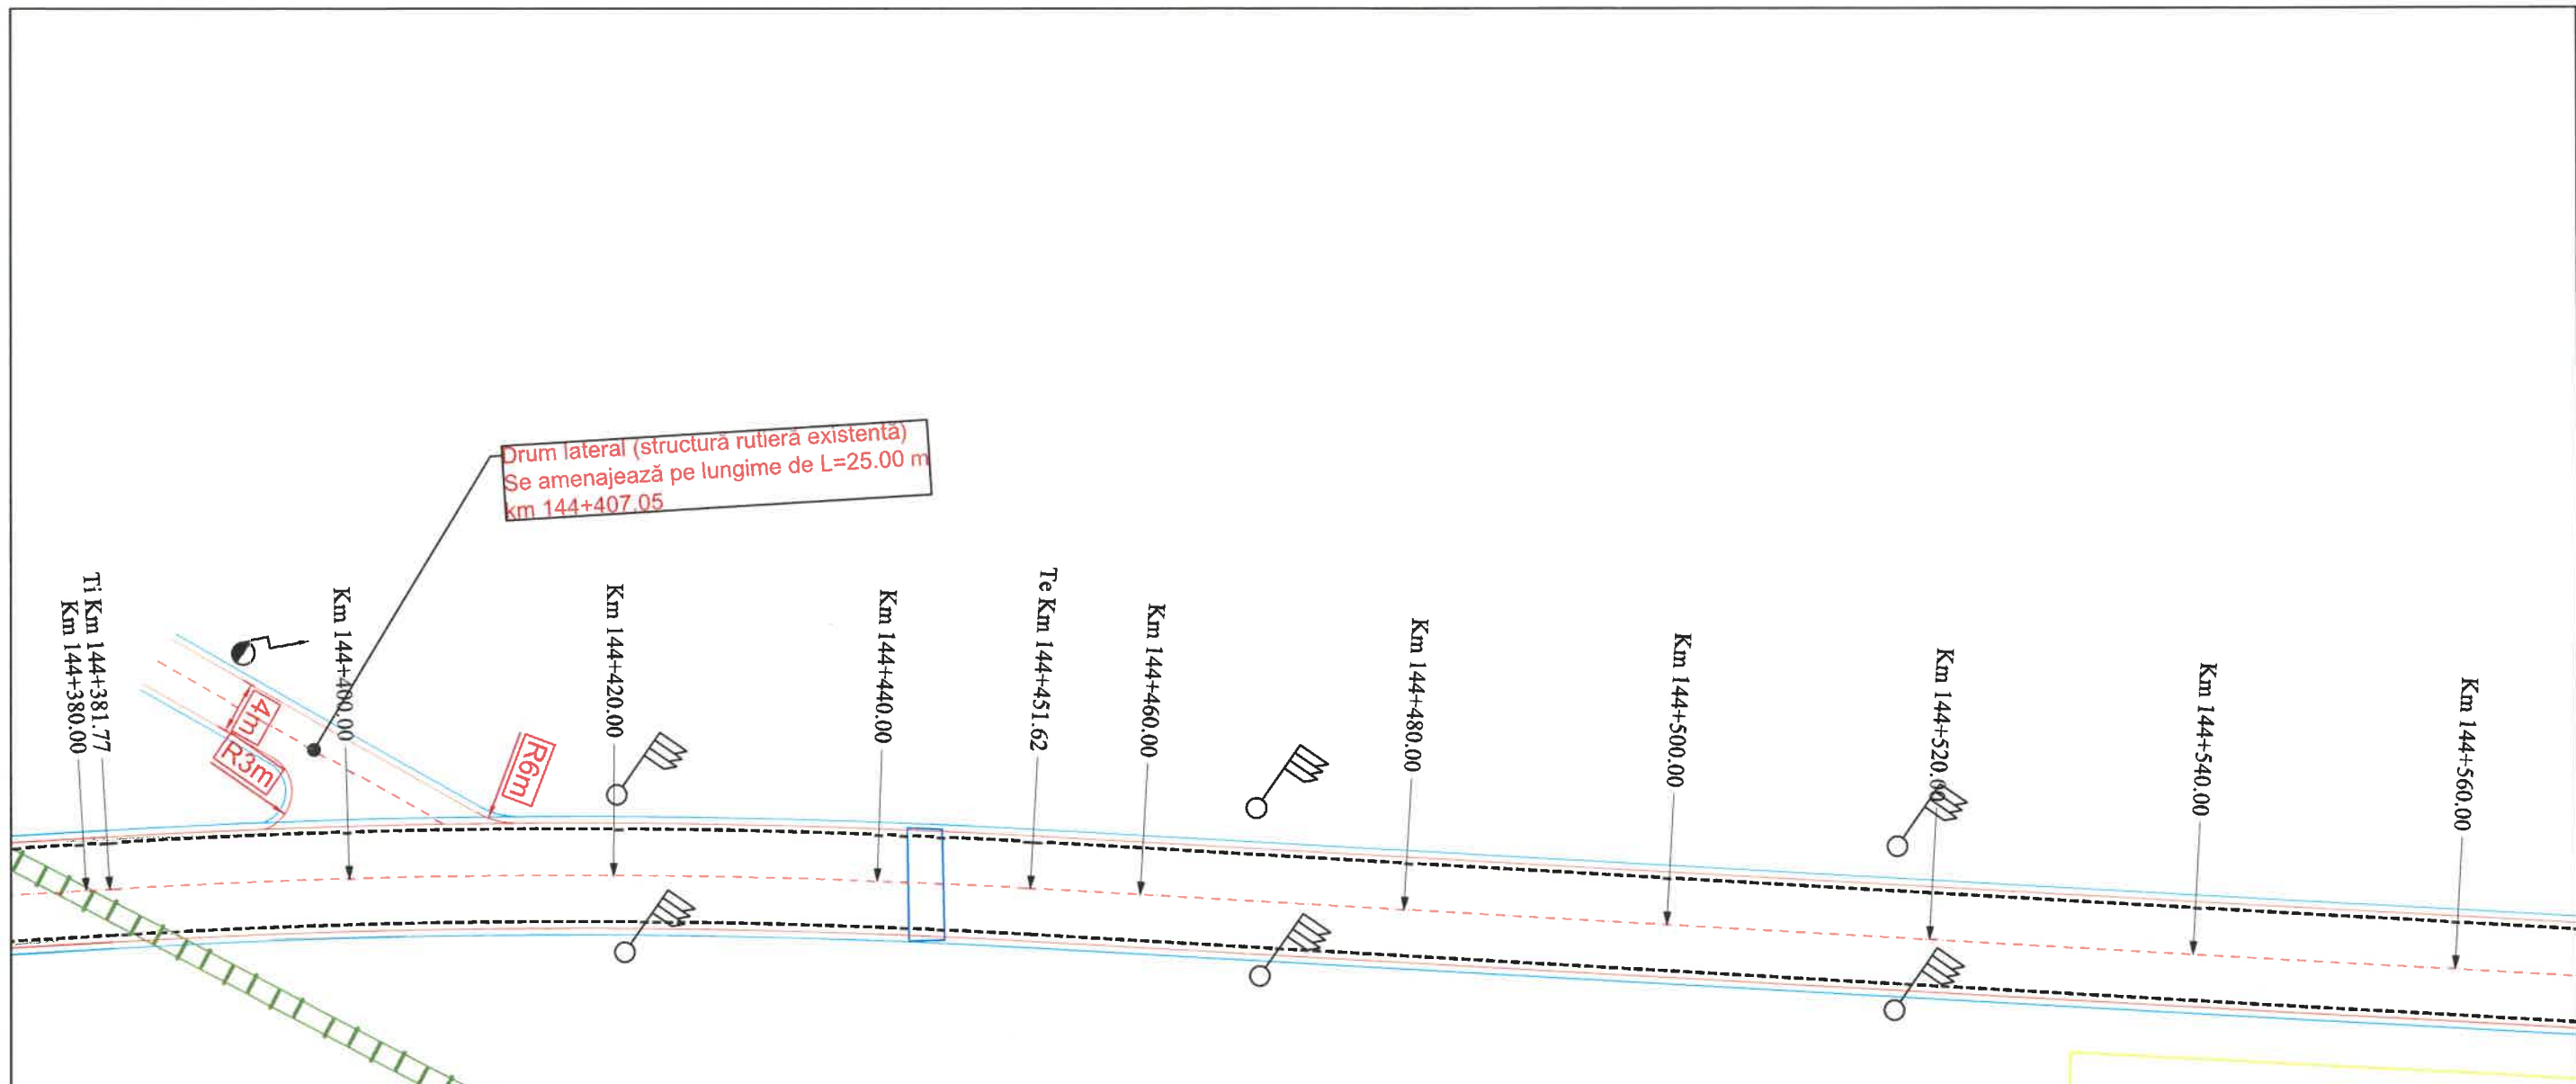 Drum lateral (structură rutieră existentă)
Se amenajează pe lungime de L=25.00 m
km 144+407.05
Km 144+380.00
Ti Km 144+381.77
4m
R3m
Km 144+400.00
R6m
Km 144+420.00
Km 144+440.00
Te Km 144+451.62
Km 144+460.00
Km 144+480.00
Km 144+500.00
Km 144+520.00
Km 144+540.00
Km 144+560.00